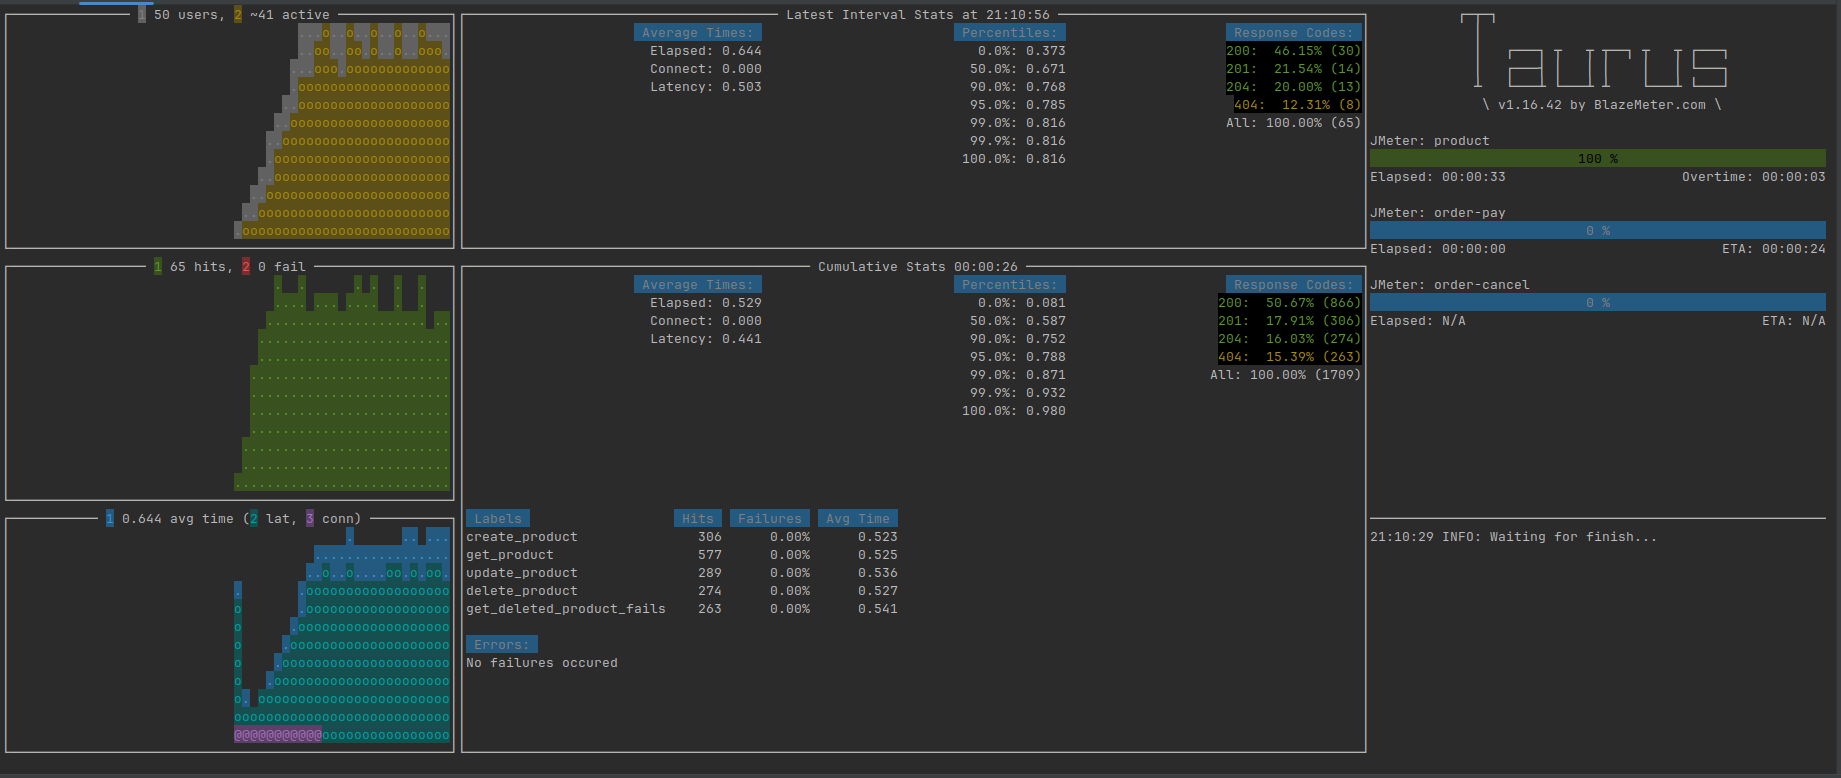 1 50 users, 2 ~41 active
1 65 hits, 2 0 fail
1 0.644 avg time (2 lat, 3 conn)
Latest Interval Stats at 21:10:56
Average Times: Percentiles: Response Codes:
Elapsed: 0.644 0.0%: 0.373 200: 46.15% (30)
Connect: 0.000 50.0%: 0.671 201: 21.54% (14)
Latency: 0.503 90.0%: 0.768 204: 20.00% (13)
95.0%: 0.785 404: 12.31% (8)
99.0%: 0.816 All: 100.00% (65)
99.9%: 0.816
100.0%: 0.816
Cumulative Stats 00:00:26
Average Times: Percentiles: Response Codes:
Elapsed: 0.529 0.0%: 0.081 200: 50.67% (866)
Connect: 0.000 50.0%: 0.587 201: 17.91% (306)
Latency: 0.441 90.0%: 0.752 204: 16.03% (274)
95.0%: 0.788 404: 15.39% (263)
99.0%: 0.871 All: 100.00% (1709)
99.9%: 0.932
100.0%: 0.980
Labels Hits Failures Avg Time
create_product 306 0.00% 0.523
get_product 577 0.00% 0.525
update_product 289 0.00% 0.536
delete_product 274 0.00% 0.527
get_deleted_product_fails 263 0.00% 0.541
Errors:
No failures occured
Taurus
\ v1.16.42 by BlazeMeter.com \
JMeter: product
100 %
Elapsed: 00:00:33 Overtime: 00:00:03
JMeter: order-pay
0 %
Elapsed: 00:00:00 ETA: 00:00:24
JMeter: order-cancel
0 %
Elapsed: N/A ETA: N/A
21:10:29 INFO: Waiting for finish...